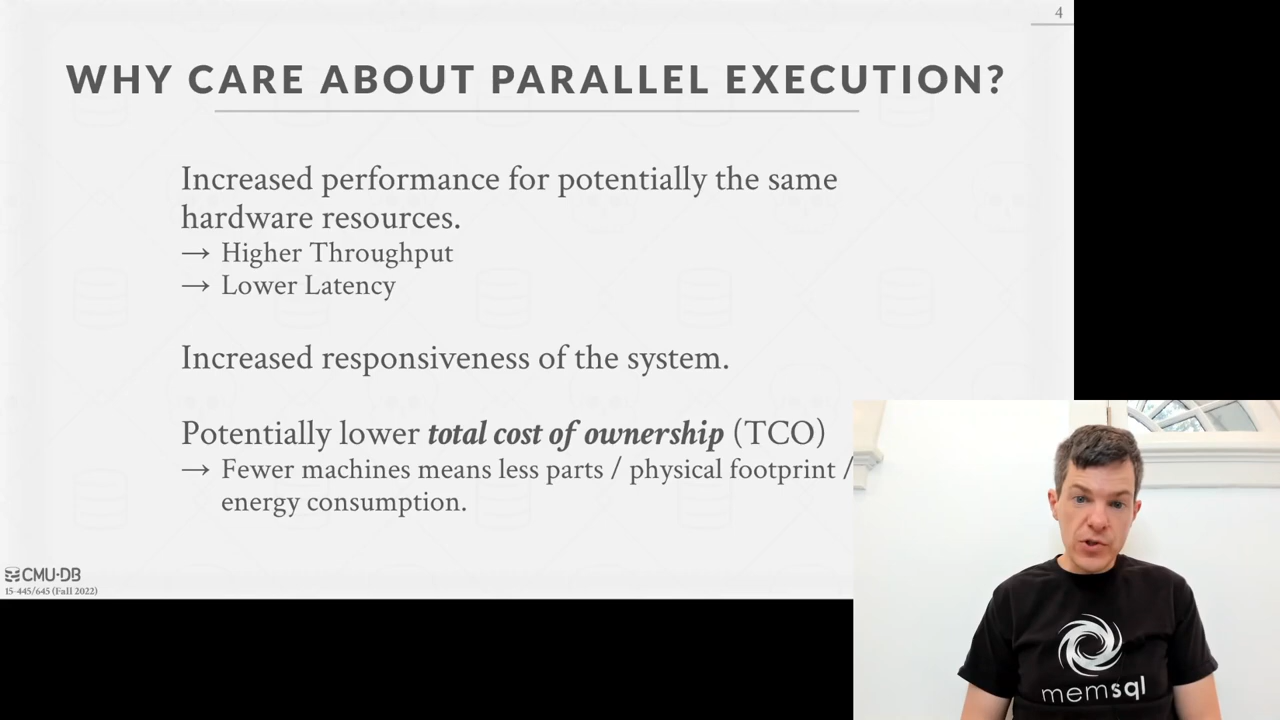 4
WHY CARE ABOUT PARALLEL EXECUTION?
Increased performance for potentially the same
hardware resources.
→ Higher Throughput
→ Lower Latency
Increased responsiveness of the system.
Potentially lower total cost of ownership (TCO)
→ Fewer machines means less parts / physical footprint /
energy consumption.
CMU·DB
15-445/645 (Fall 2022)
memsql